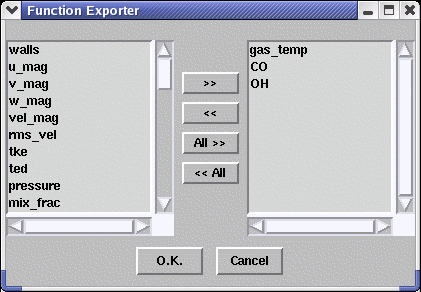 Function Exporter
walls
u_mag
v_mag
w_mag
vel_mag
rms_vel
tke
ted
pressure
mix_frac
>>
<<
All >>
<< All
gas_temp
CO
OH
O.K.
Cancel